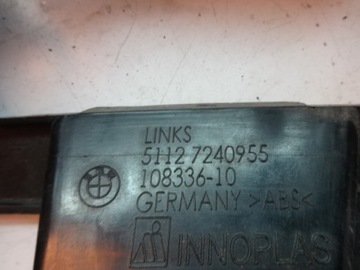 LINKS
5112 7240955
108336-10
GERMANY >ABS<
INNOPLAS